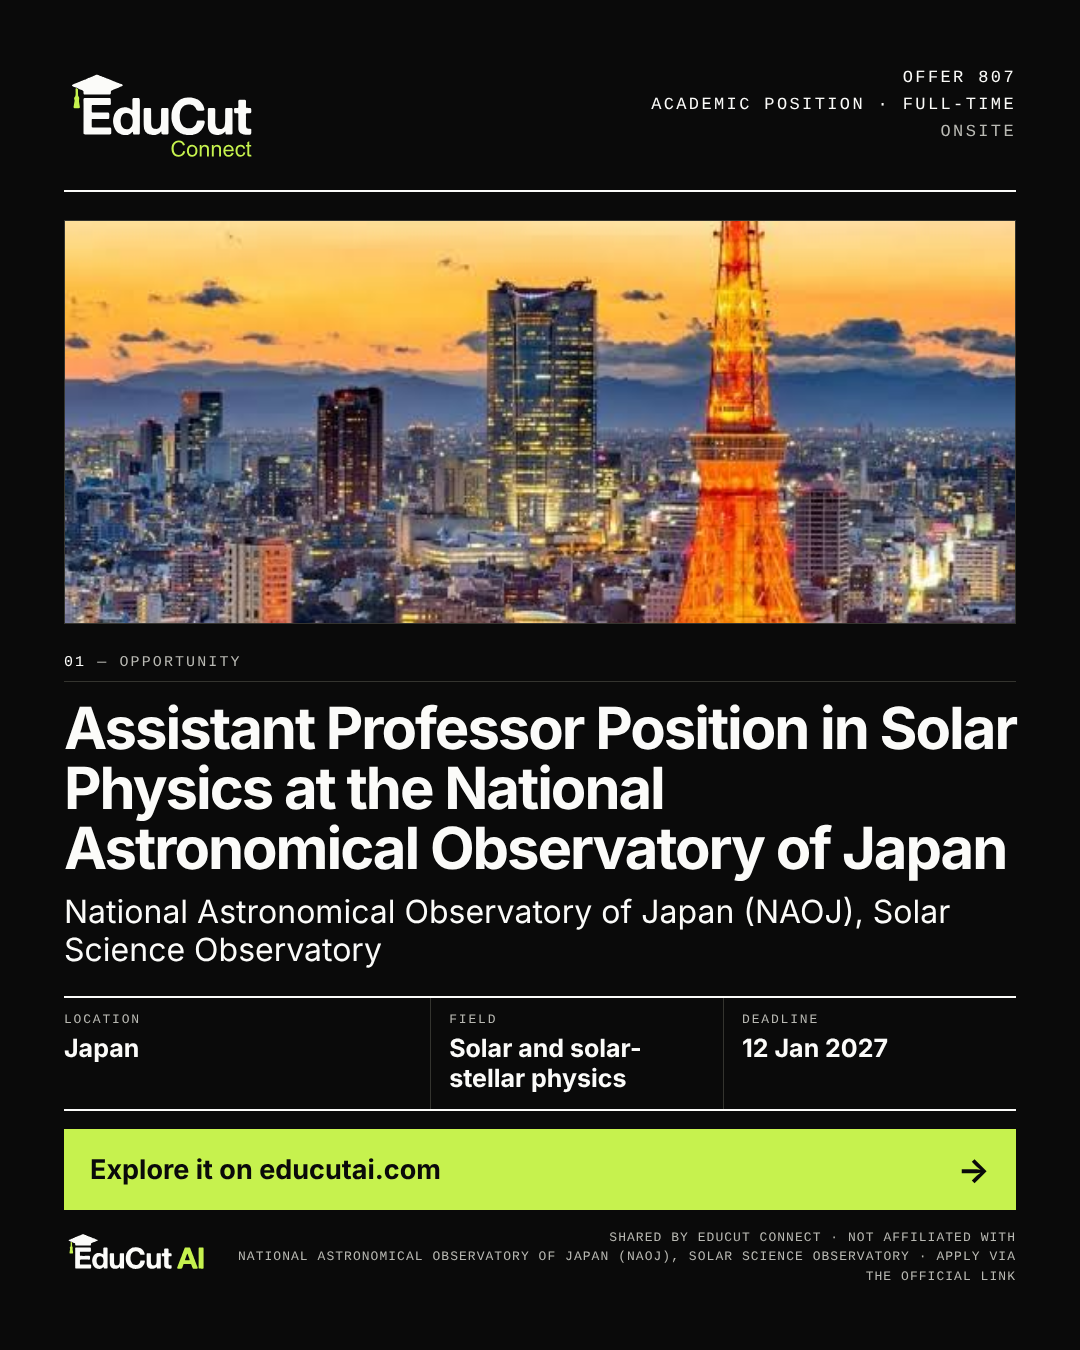 EduCut
Connect
OFFER 807
ACADEMIC POSITION · FULL-TIME
ONSITE
01 — OPPORTUNITY
Assistant Professor Position in Solar
Physics at the National
Astronomical Observatory of Japan
National Astronomical Observatory of Japan (NAOJ), Solar
Science Observatory
LOCATION
Japan
FIELD
Solar and solar-
stellar physics
DEADLINE
12 Jan 2027
Explore it on educutai.com →
EduCut AI
SHARED BY EDUCUT CONNECT · NOT AFFILIATED WITH
NATIONAL ASTRONOMICAL OBSERVATORY OF JAPAN (NAOJ), SOLAR SCIENCE OBSERVATORY · APPLY VIA
THE OFFICIAL LINK